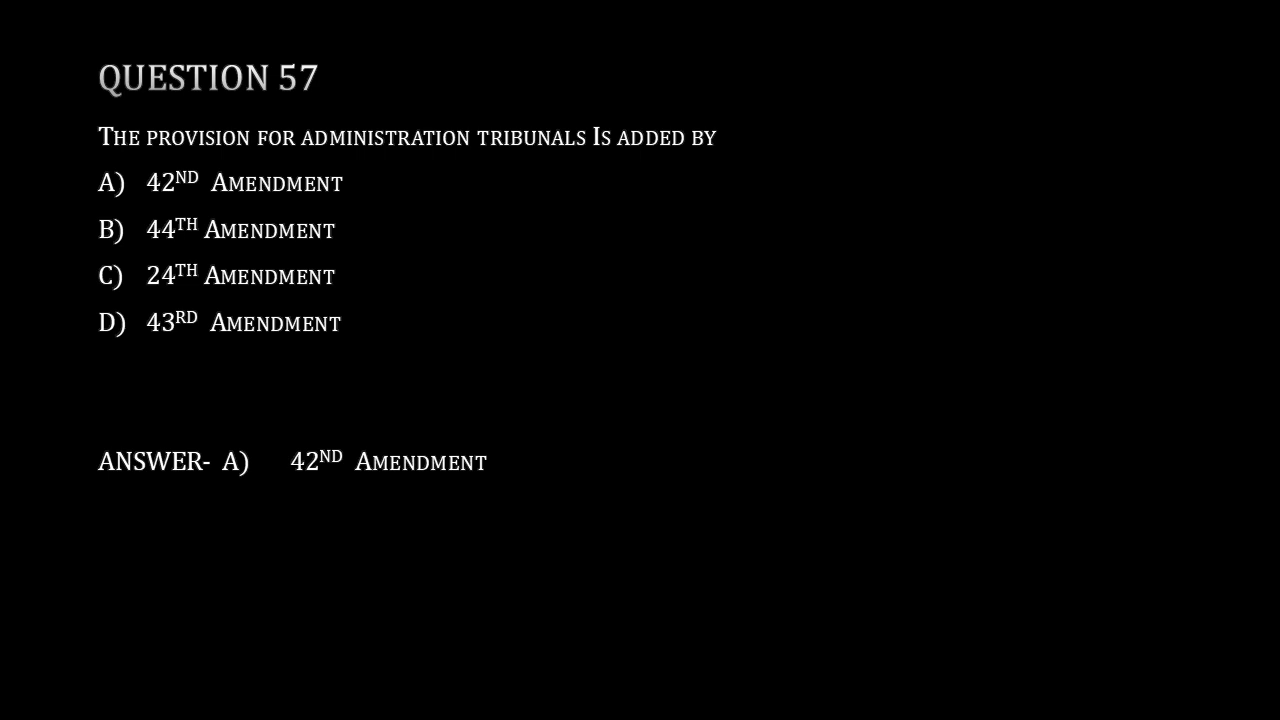 QUESTION 57
The provision for administration tribunals Is added by
A) 42nd Amendment
B) 44th Amendment
C) 24th Amendment
D) 43rd Amendment
ANSWER- A) 42nd Amendment